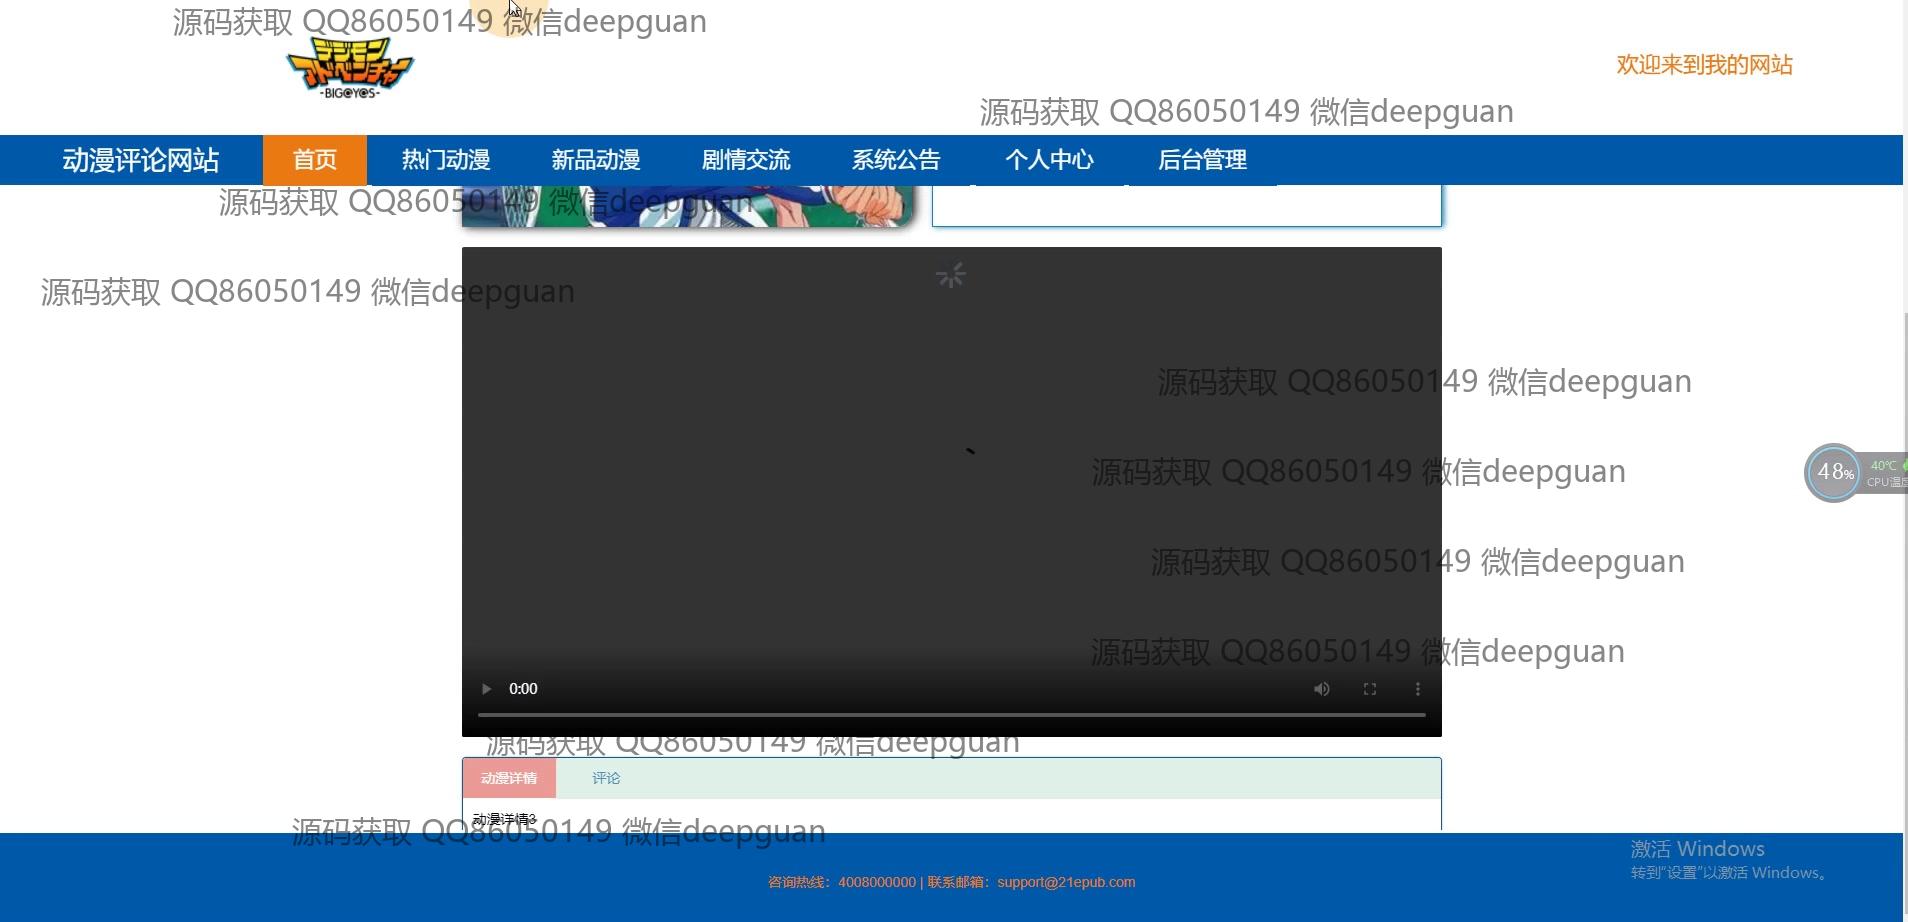 源码获取 QQ86050149 微信deepguan
デジモン
アドベンチャー
-BIG@Y@S-
欢迎来到我的网站
源码获取 QQ86050149 微信deepguan
动漫评论网站 首页 热门动漫 新品动漫 剧情交流 系统公告 个人中心 后台管理
源码获取 QQ86050149 微信deepguan
源码获取 QQ86050149 微信deepguan
源码获取 QQ86050149 微信deepguan
源码获取 QQ86050149 微信deepguan
48%
40℃
CPU温度
源码获取 QQ86050149 微信deepguan
源码获取 QQ86050149 微信deepguan
0:00
源码获取 QQ86050149 微信deepguan
动漫详情 评论
动漫详情3
源码获取 QQ86050149 微信deepguan
激活 Windows
转到"设置"以激活 Windows。
咨询热线：4008000000 | 联系邮箱：support@21epub.com